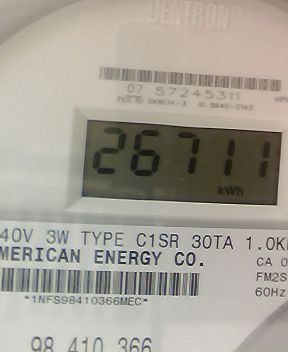 CENTRON®
07 57245311
26711
kWh
40V 3W TYPE C1SR 30TA 1.0K
MERICAN ENERGY CO.
CA 0
FM2S
60Hz
*1NFS98410366MEC*
98 410 366